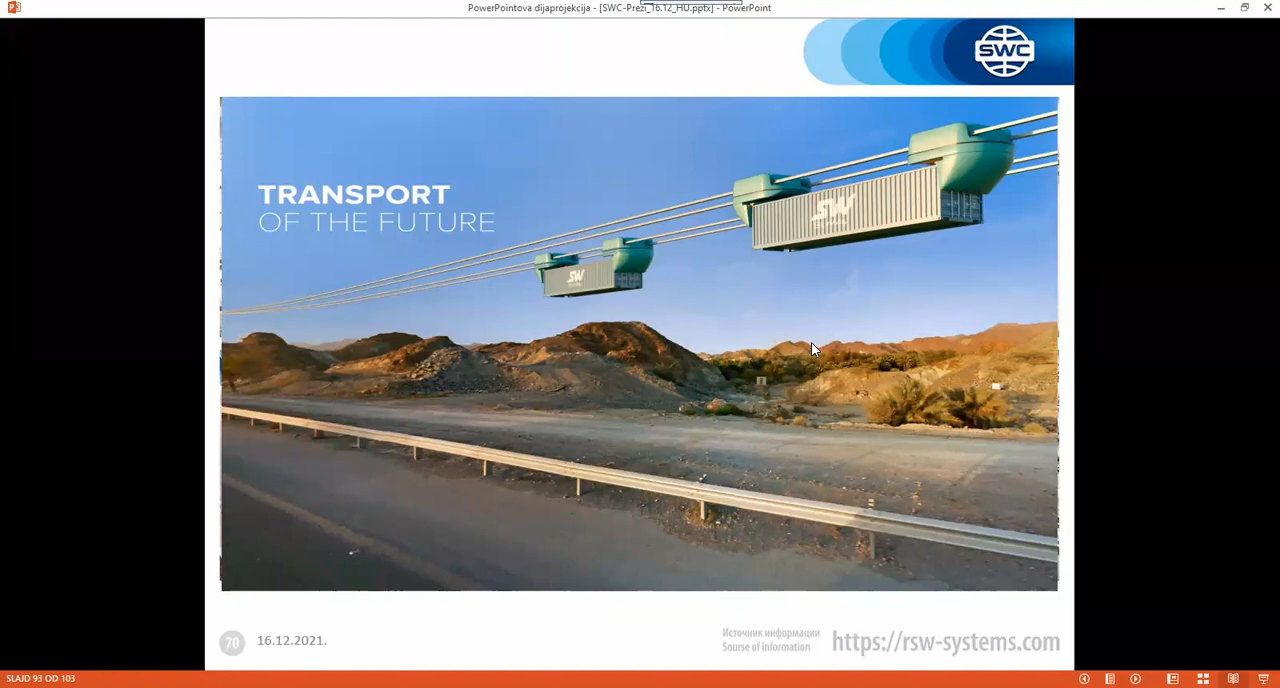 PowerPointova dijaprojekcija - [SWC-Prezi_16.12_HU.pptx] - PowerPoint
SWC
TRANSPORT
OF THE FUTURE
SW
SW
70
16.12.2021.
Источник информации
Sourse of Information
https://rsw-systems.com
SLAJD 93 OD 103